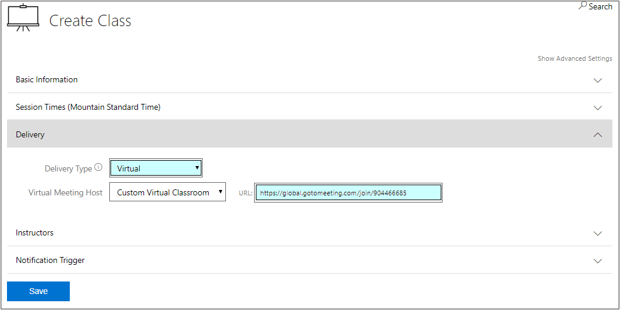 Search
Create Class
Show Advanced Settings
Basic Information
Session Times (Mountain Standard Time)
Delivery
Delivery Type Virtual
Virtual Meeting Host Custom Virtual Classroom URL: https://global.gotomeeting.com/join/904466685
Instructors
Notification Trigger
Save